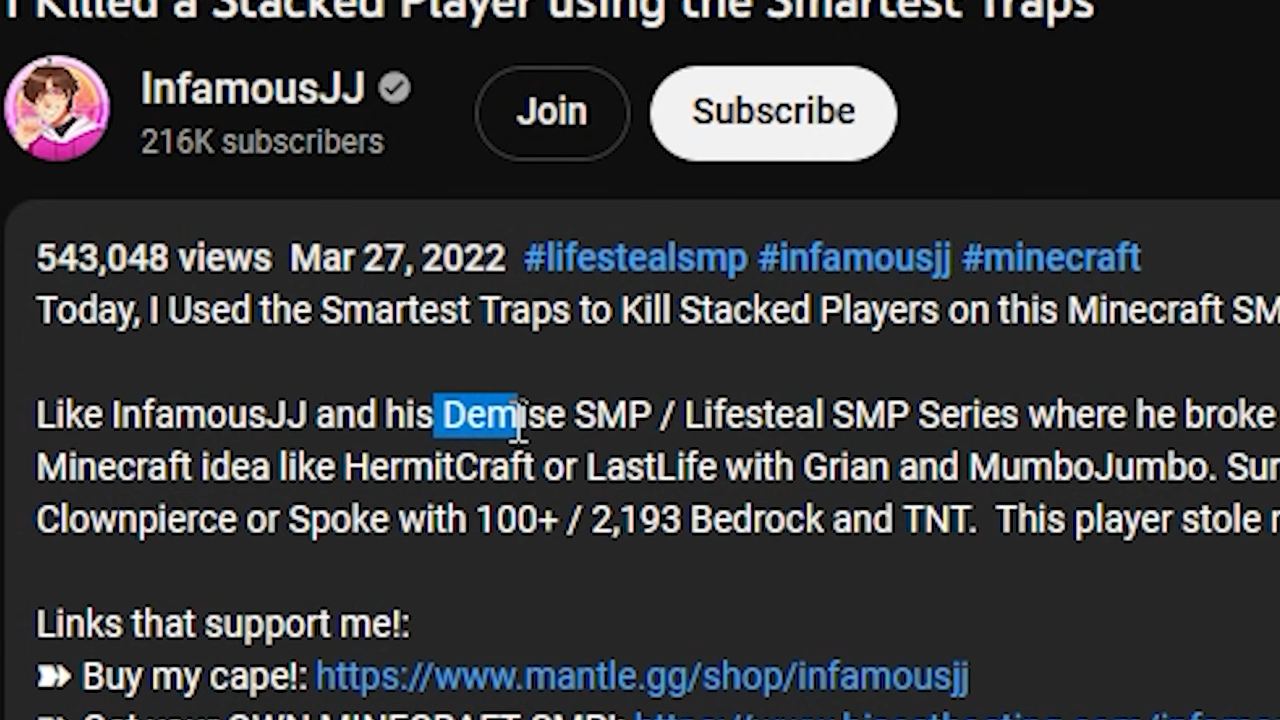 I Killed a Stacked Player using the Smartest Traps
InfamousJJ
216K subscribers
Join
Subscribe
543,048 views Mar 27, 2022 #lifestealsmp #infamousjj #minecraft
Today, I Used the Smartest Traps to Kill Stacked Players on this Minecraft SM
Like InfamousJJ and his Demise SMP / Lifesteal SMP Series where he broke
Minecraft idea like HermitCraft or LastLife with Grian and MumboJumbo. Sur
Clownpierce or Spoke with 100+ / 2,193 Bedrock and TNT. This player stole
Links that support me!:
Buy my cape!: https://www.mantle.gg/shop/infamousjj